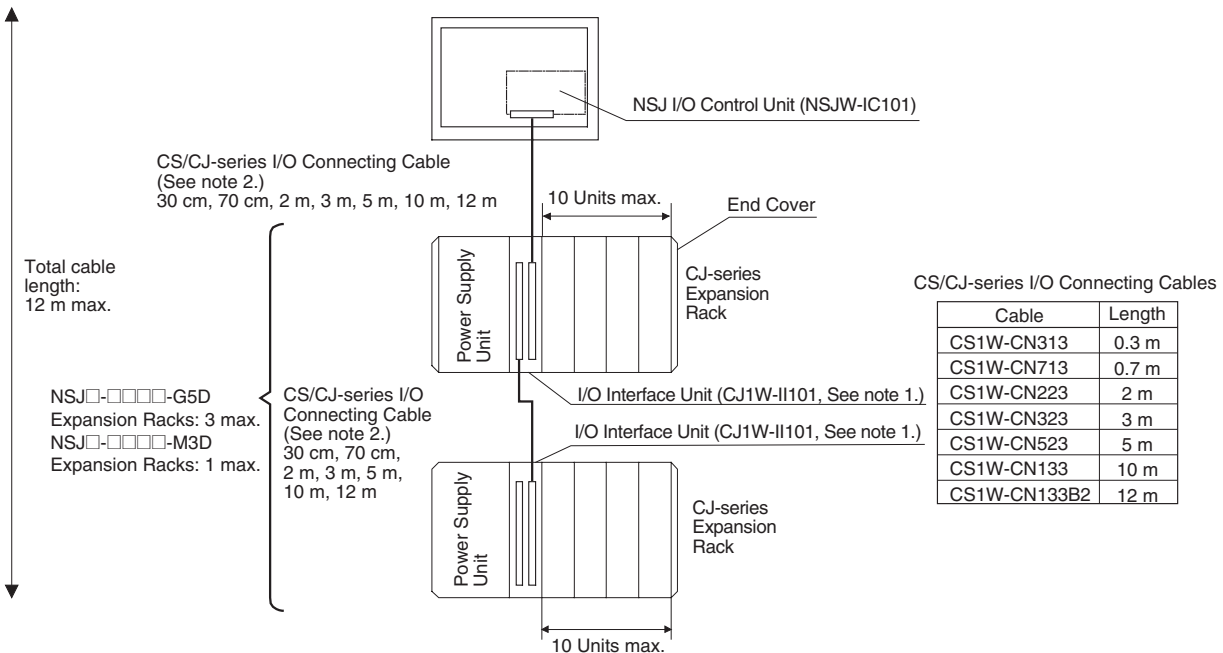 NSJ I/O Control Unit (NSJW-IC101)
CS/CJ-series I/O Connecting Cable
(See note 2.)
30 cm, 70 cm, 2 m, 3 m, 5 m, 10 m, 12 m
10 Units max.
End Cover
Total cable
length:
12 m max.
Power Supply
Unit
CJ-series
Expansion
Rack
NSJ□-□□□□-G5D
Expansion Racks: 3 max.
NSJ□-□□□□-M3D
Expansion Racks: 1 max.
CS/CJ-series I/O
Connecting Cable
(See note 2.)
30 cm, 70 cm,
2 m, 3 m, 5 m,
10 m, 12 m
I/O Interface Unit (CJ1W-II101, See note 1.)
I/O Interface Unit (CJ1W-II101, See note 1.)
Power Supply
Unit
CJ-series
Expansion
Rack
10 Units max.
CS/CJ-series I/O Connecting Cables
Cable Length
CS1W-CN313 0.3 m
CS1W-CN713 0.7 m
CS1W-CN223 2 m
CS1W-CN323 3 m
CS1W-CN523 5 m
CS1W-CN133 10 m
CS1W-CN133B2 12 m